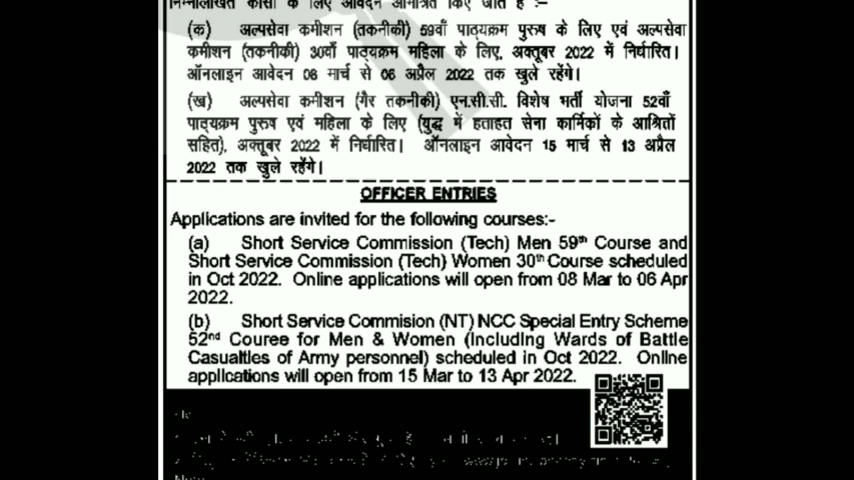 निम्नलिखित कोर्सों के लिए आवेदन आमंत्रित किए जाते है :–
(क) अल्पसेवा कमीशन (तकनीकी) 59वाँ पाठ्यक्रम पुरुष के लिए एवं अल्पसेवा
कमीशन (तकनीकी) 30वाँ पाठ्यक्रम महिला के लिए, अक्तूबर 2022 में निर्धारित।
ऑनलाइन आवेदन 08 मार्च से 06 अप्रैल 2022 तक खुले रहेंगे।
(ख) अल्पसेवा कमीशन (गैर तकनीकी) एन.सी.सी. विशेष भर्ती योजना 52वाँ
पाठ्यक्रम पुरुष एवं महिला के लिए (युद्ध में हताहत सेना कार्मिकों के आश्रितों
सहित), अक्तूबर 2022 में निर्धारित। ऑनलाइन आवेदन 15 मार्च से 13 अप्रैल
2022 तक खुले रहेंगे।
OFFICER ENTRIES
Applications are invited for the following courses:-
(a) Short Service Commission (Tech) Men 59th Course and
Short Service Commission (Tech) Women 30th Course scheduled
in Oct 2022. Online applications will open from 08 Mar to 06 Apr
2022.
(b) Short Service Commision (NT) NCC Special Entry Scheme
52nd Couree for Men & Women (including Wards of Battle
Casualties of Army personnel) scheduled in Oct 2022. Online
applications will open from 15 Mar to 13 Apr 2022.